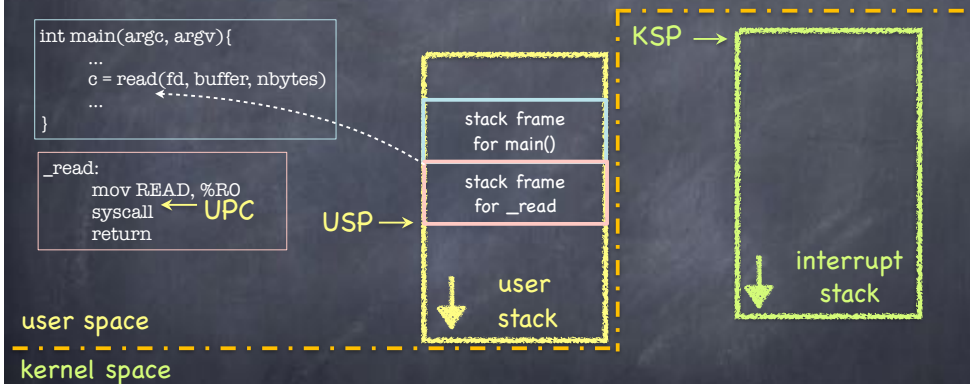 int main(argc, argv){
...
c = read(fd, buffer, nbytes)
...
}
_read:
mov READ, %R0
syscall
UPC
return
stack frame
for main()
stack frame
for _read
USP
user
stack
KSP
interrupt
stack
user space
kernel space